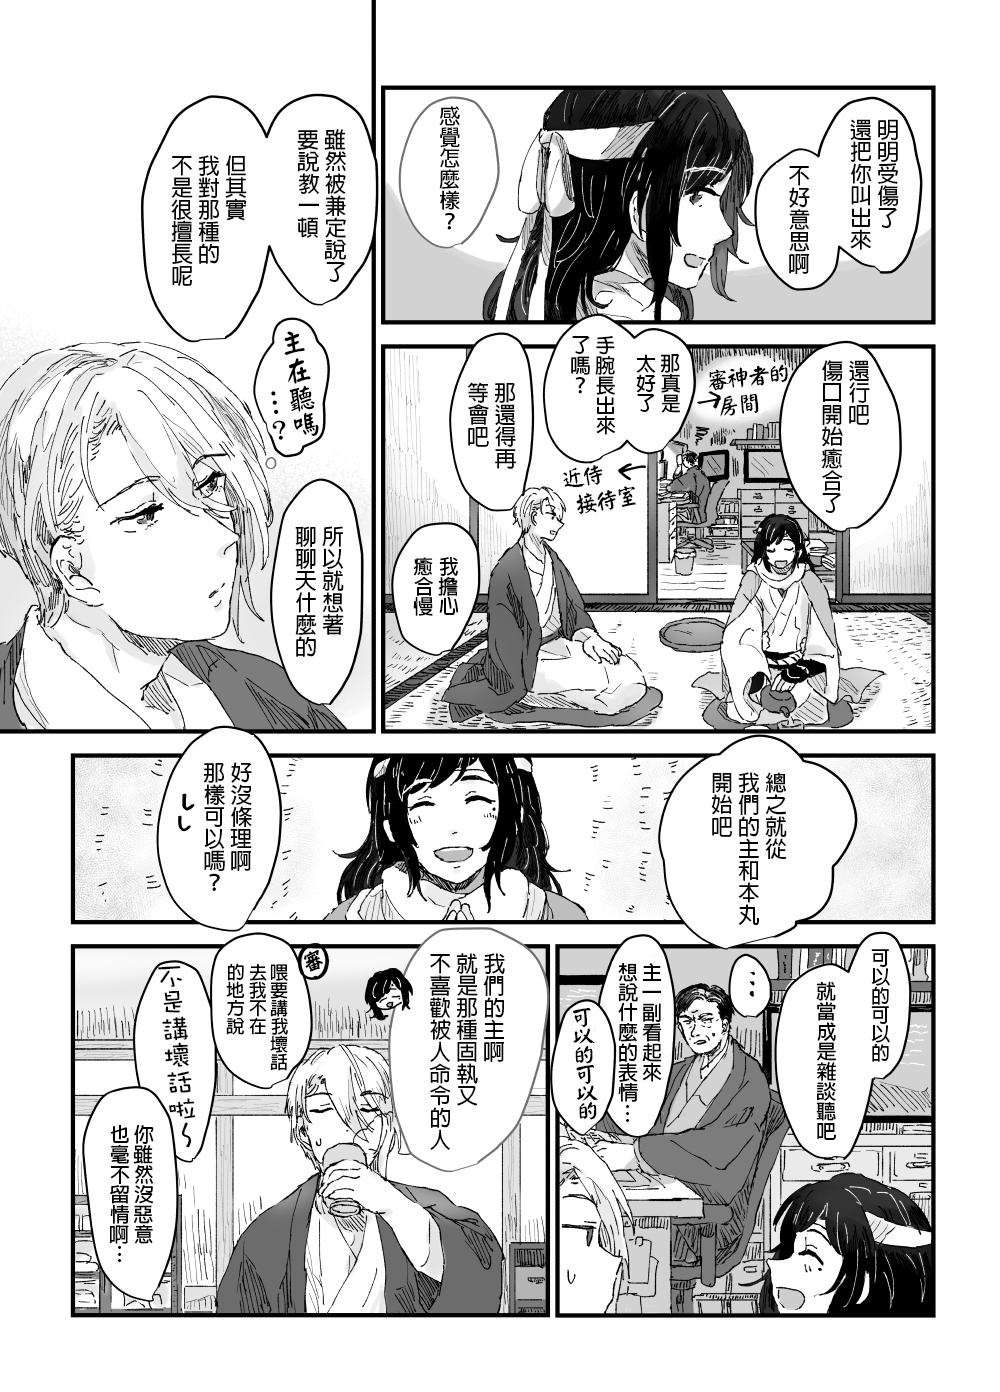 明明受傷了
還把你叫出來
不好意思啊
感覺怎麼樣？
還行吧
傷口開始癒合了
審神者的
房間
那真是
太好了
手腕長出來
了嗎？
近侍
接待室
那還得再
等會吧
我擔心
癒合慢
雖然被兼定說了
要說教一頓
但其實
我對那種的
不是很擅長呢
主在聽嗎
…？
所以就想著
聊聊天什麼的
總之就從
我們的主和本丸
開始吧
好沒條理啊
那樣可以嗎？
可以的可以的
就當成是雜談聽吧
…
主一副看起來
想說什麼的表情…
可以的可以的
我們的主啊
就是那種固執又
不喜歡被人命令的人
審
喂要講我壞話
去我不在
的地方說
不是講壞話啦～
你雖然沒惡意
也毫不留情啊…